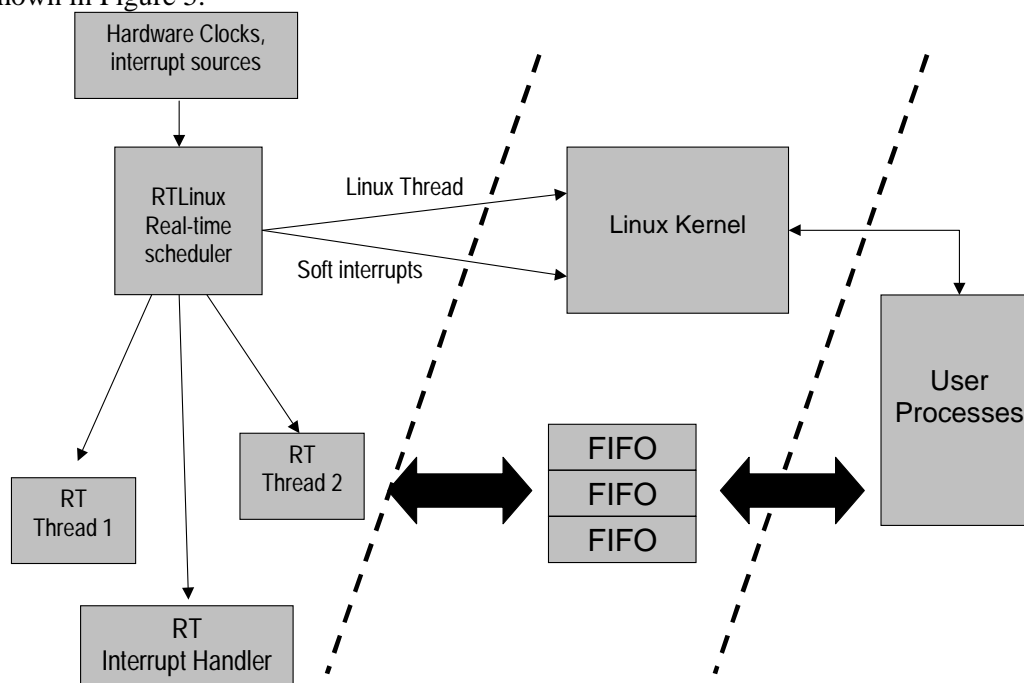 nown in Figure 3.
Hardware Clocks,
interrupt sources
RTLinux
Real-time
scheduler
Linux Thread
Soft interrupts
Linux Kernel
User
Processes
RT
Thread 1
RT
Thread 2
FIFO
FIFO
FIFO
RT
Interrupt Handler